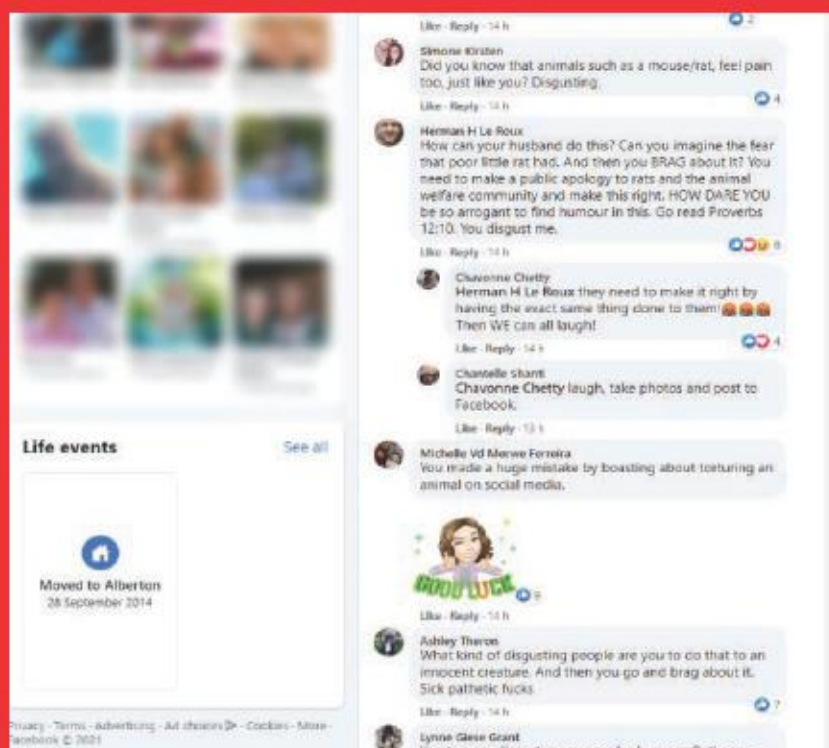 Life events
See all
Moved to Alberton
28 September 2014
Privacy · Terms · Advertising · Ad choices · Cookies · More ·
Facebook © 2021
Like · Reply · 14 h
2
Simone Kirsten
Did you know that animals such as a mouse/rat, feel pain
too, just like you? Disgusting.
Like · Reply · 14 h
4
Herman H Le Roux
How can your husband do this? Can you imagine the fear
that poor little rat had. And then you BRAG about it? You
need to make a public apology to rats and the animal
welfare community and make this right. HOW DARE YOU
be so arrogant to find humour in this. Go read Proverbs
12:10. You disgust me.
Like · Reply · 14 h
Chavonne Chetty
Herman H Le Roux they need to make it right by
having the exact same thing done to them!
Then WE can all laugh!
Like · Reply · 14 h
4
Chantelle Shanti
Chavonne Chetty laugh, take photos and post to
Facebook.
Like · Reply · 13 h
Michelle Vd Merwe Ferreira
You made a huge mistake by boasting about torturing an
animal on social media.
GOOD LUCK
Like · Reply · 14 h
Ashley Theron
What kind of disgusting people are you to do that to an
innocent creature. And then you go and brag about it.
Sick pathetic fucks
Like · Reply · 14 h
7
Lynne Giese Grant